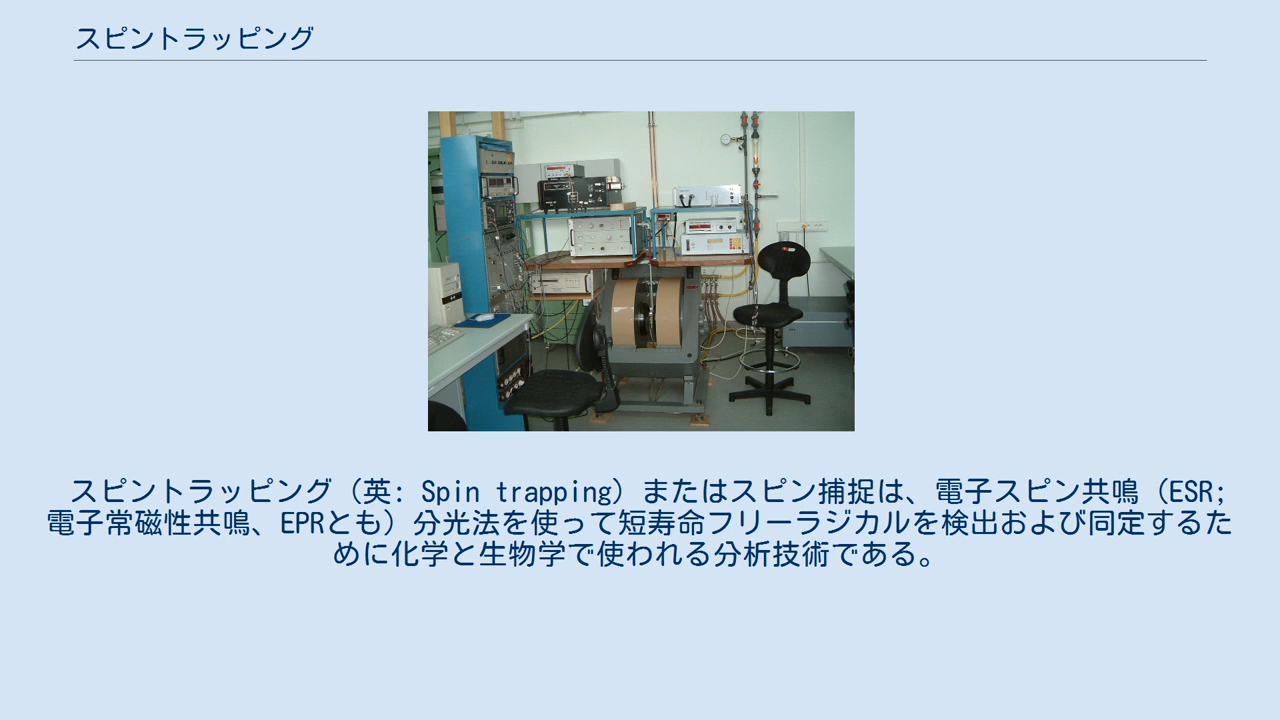 スピントラッピング
スピントラッピング（英: Spin trapping）またはスピン捕捉は、電子スピン共鳴（ESR;
電子常磁性共鳴、EPRとも）分光法を使って短寿命フリーラジカルを検出および同定するた
めに化学と生物学で使われる分析技術である。